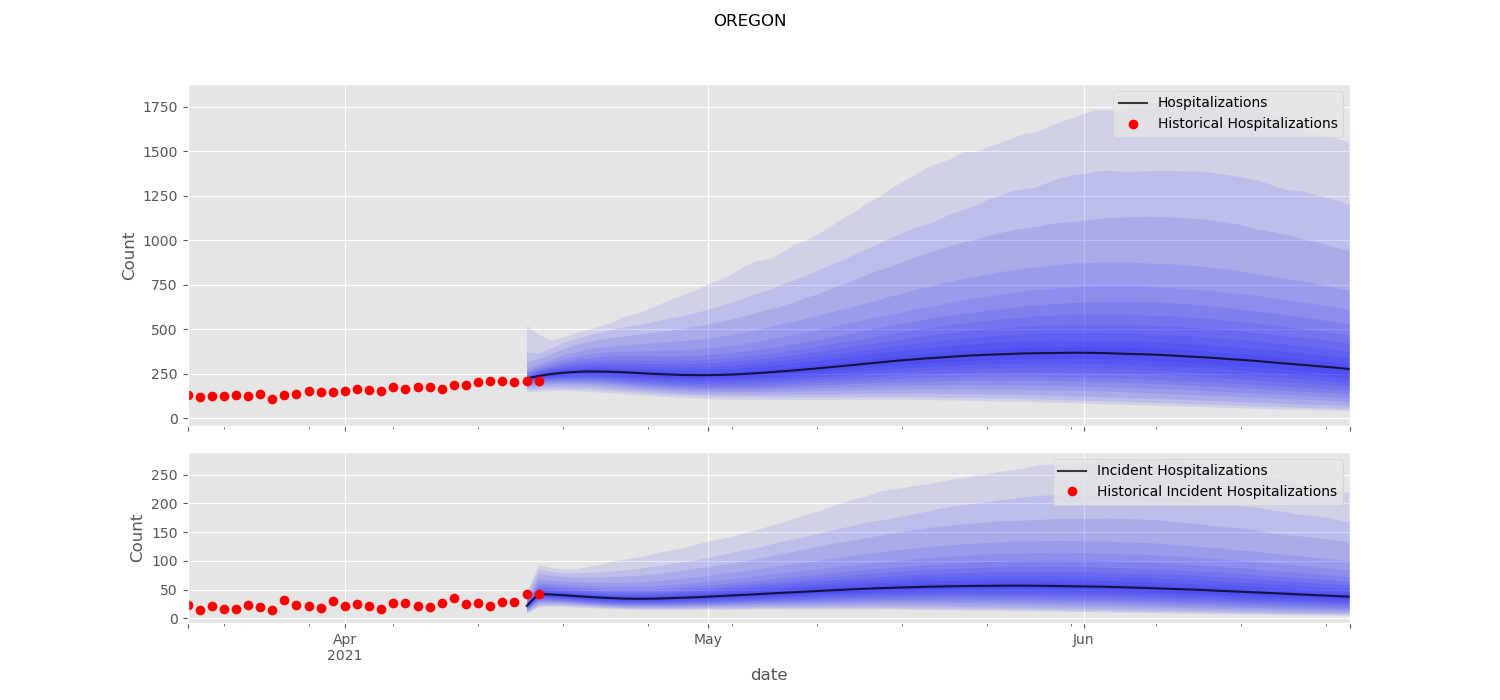 OREGON
1750
1500
1250
1000
750
500
250
0
Count
Hospitalizations
Historical Hospitalizations
250
200
150
100
50
0
Count
Incident Hospitalizations
Historical Incident Hospitalizations
Apr
2021
May
Jun
date